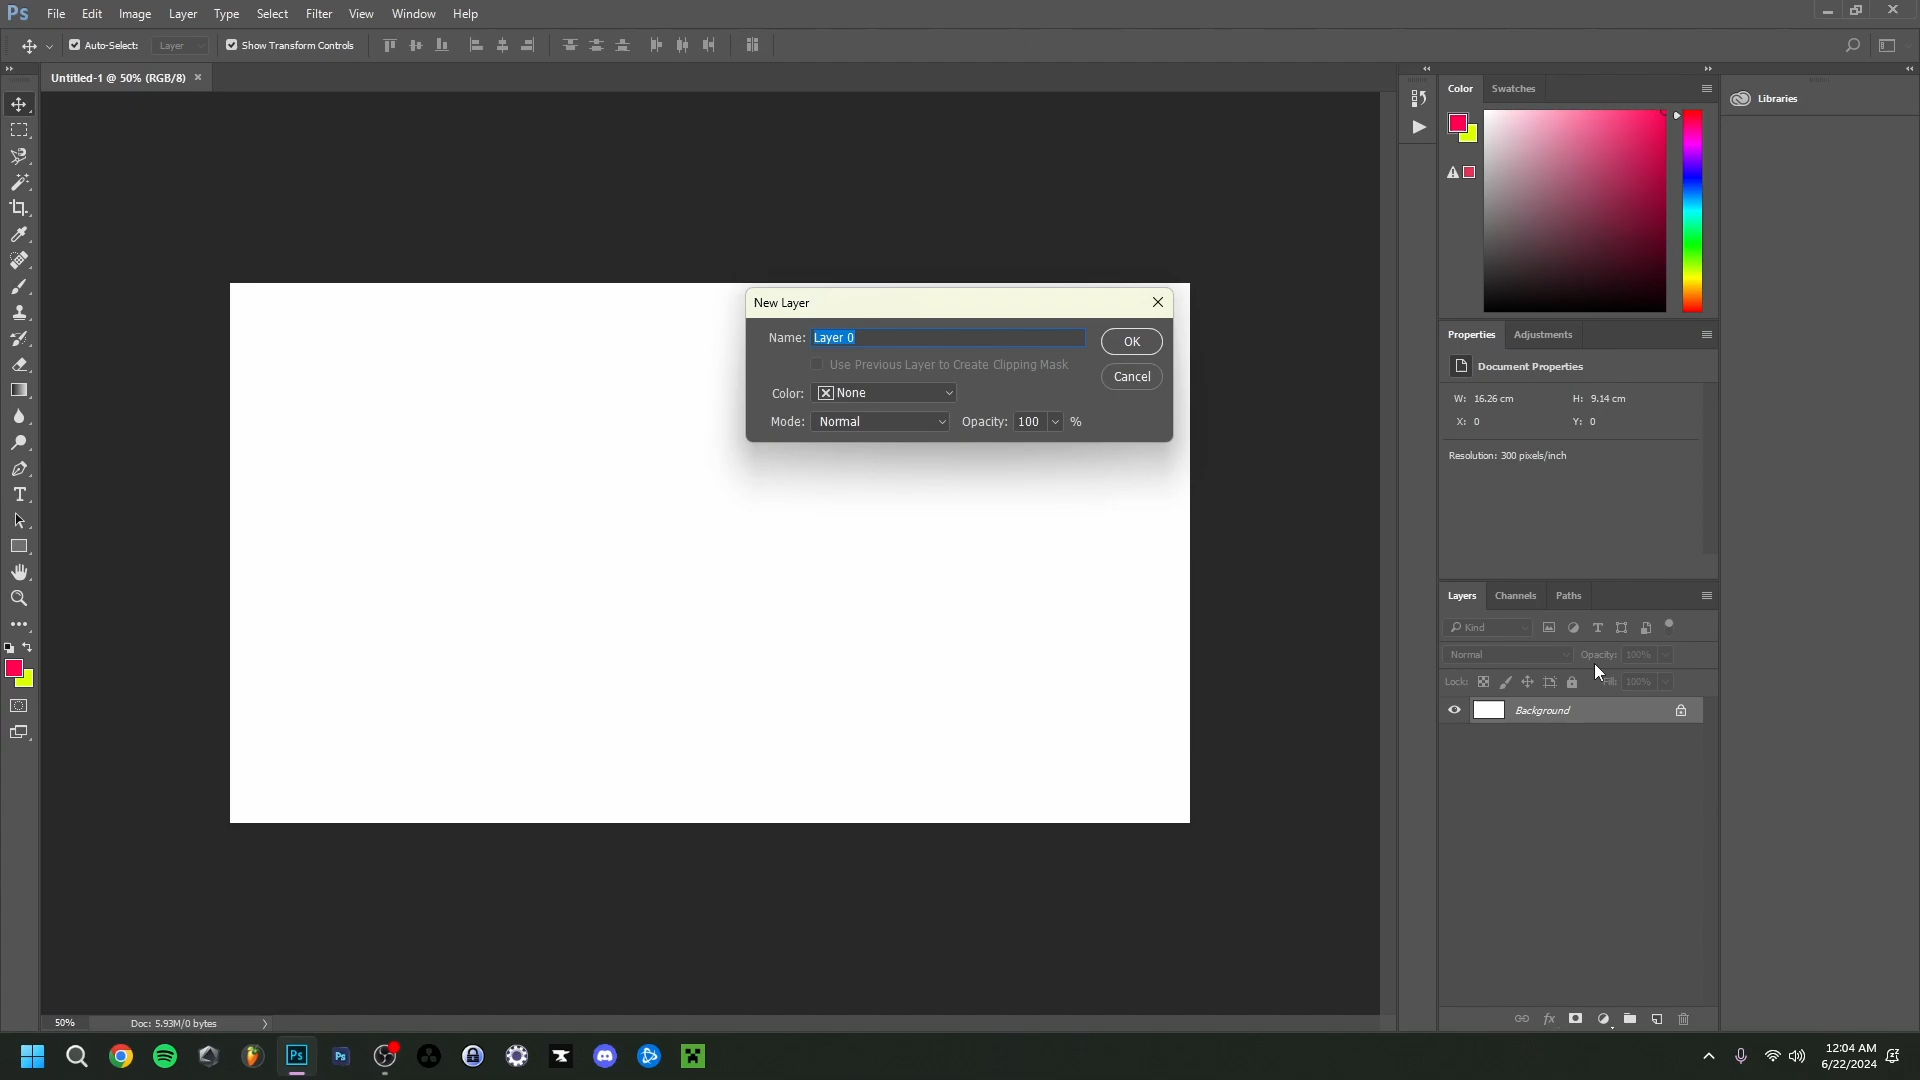 Ps File Edit Image Layer Type Select Filter View Window Help
Auto-Select: Layer Show Transform Controls
Untitled-1 @ 50% (RGB/8)
Color Swatches
Libraries
New Layer
Name: Layer 0
OK
Use Previous Layer to Create Clipping Mask
Cancel
Color: None
Mode: Normal Opacity: 100 %
Properties Adjustments
Document Properties
W: 16.26 cm H: 9.14 cm
X: 0 Y: 0
Resolution: 300 pixels/inch
Layers Channels Paths
Kind
Normal Opacity: 100%
Lock: Fill: 100%
Background
fx
50% Doc: 5.93M/0 bytes
Ps Ps
12:04 AM
6/22/2024